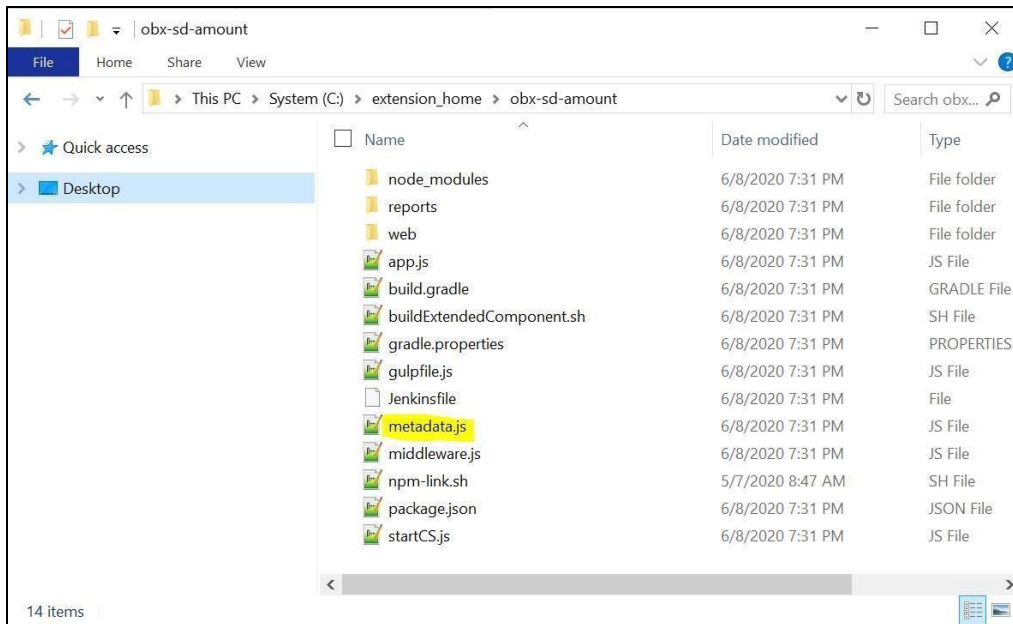 obx-sd-amount
File Home Share View
This PC > System (C:) > extension_home > obx-sd-amount Search obx...
Name Date modified Type
Quick access
Desktop
node_modules 6/8/2020 7:31 PM File folder
reports 6/8/2020 7:31 PM File folder
web 6/8/2020 7:31 PM File folder
app.js 6/8/2020 7:31 PM JS File
build.gradle 6/8/2020 7:31 PM GRADLE File
buildExtendedComponent.sh 6/8/2020 7:31 PM SH File
gradle.properties 6/8/2020 7:31 PM PROPERTIES
gulpfile.js 6/8/2020 7:31 PM JS File
Jenkinsfile 6/8/2020 7:31 PM File
metadata.js 6/8/2020 7:31 PM JS File
middleware.js 6/8/2020 7:31 PM JS File
npm-link.sh 5/7/2020 8:47 AM SH File
package.json 6/8/2020 7:31 PM JSON File
startCS.js 6/8/2020 7:31 PM JS File
14 items